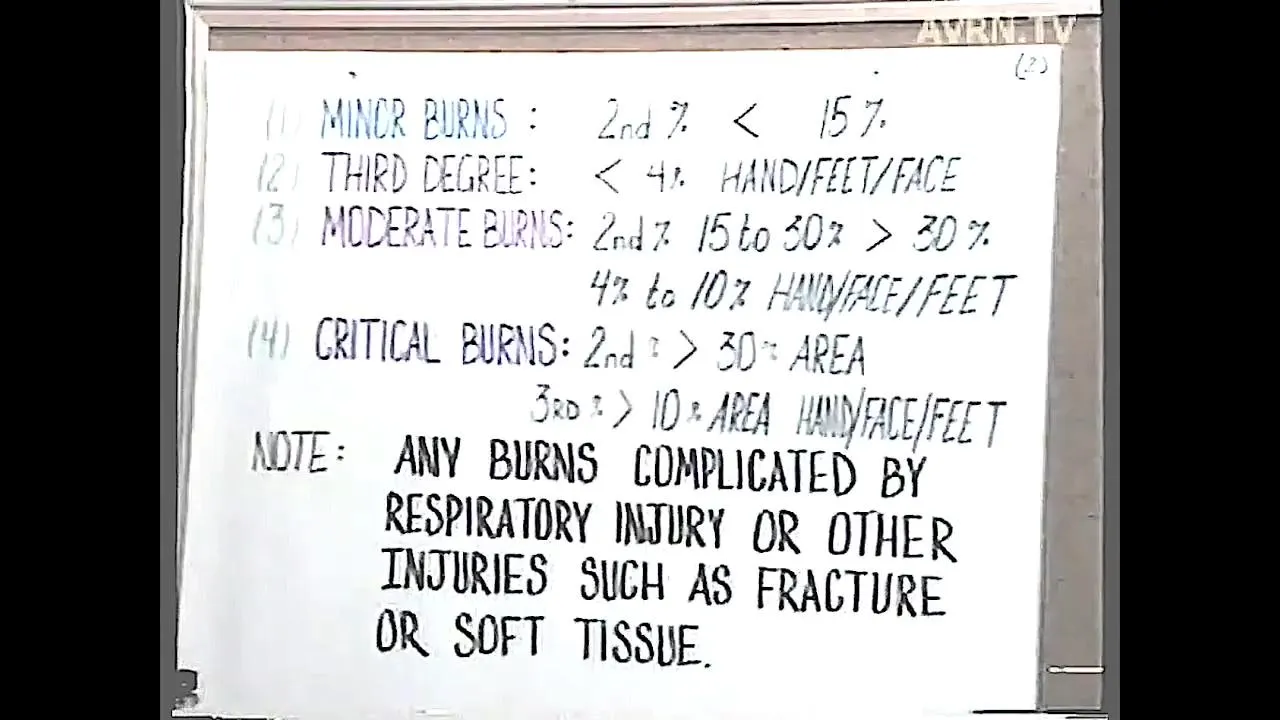 AVRN.TV
(2)
(1) MINOR BURNS : 2nd % < 15 %
(2) THIRD DEGREE: < 4% HAND/FEET/FACE
(3) MODERATE BURNS: 2nd % 15 to 30% > 30 %
4% to 10% HAND/FACE/FEET
(4) CRITICAL BURNS: 2nd % > 30% AREA
3RD % > 10% AREA HAND/FACE/FEET
NOTE: ANY BURNS COMPLICATED BY
RESPIRATORY INJURY OR OTHER
INJURIES SUCH AS FRACTURE
OR SOFT TISSUE.